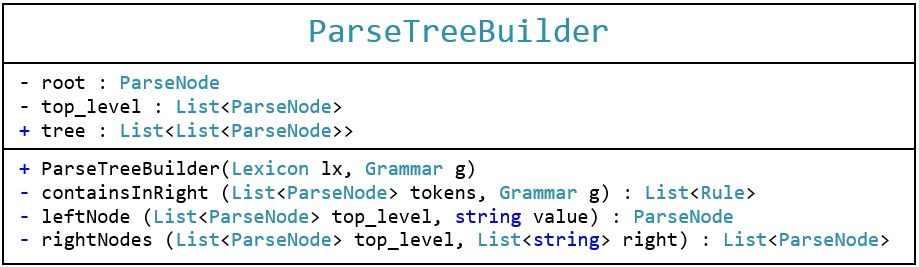 ParseTreeBuilder
- root : ParseNode
- top_level : List<ParseNode>
+ tree : List<List<ParseNode>>
+ ParseTreeBuilder(Lexicon lx, Grammar g)
- containsInRight (List<ParseNode> tokens, Grammar g) : List<Rule>
- leftNode (List<ParseNode> top_level, string value) : ParseNode
- rightNodes (List<ParseNode> top_level, List<string> right) : List<ParseNode>